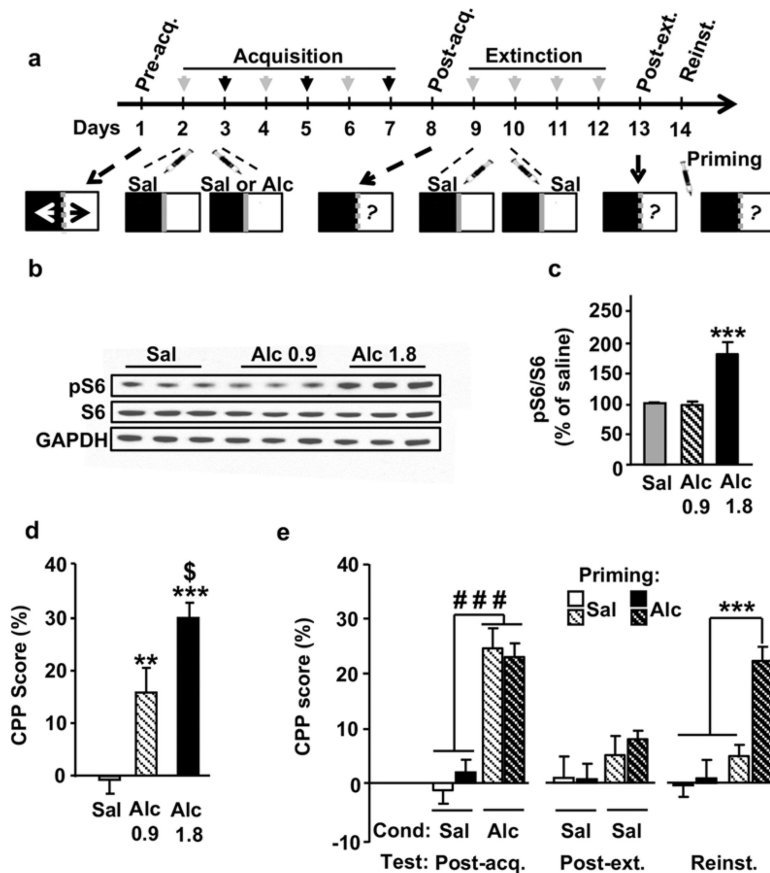 a
Pre-acq.
Acquisition
Post-acq.
Extinction
Post-ext.
Reinst.
Days 1 2 3 4 5 6 7 8 9 10 11 12 13 14
Sal
Sal or Alc
Sal
Sal
Priming
?
?
?
b
Sal Alc 0.9 Alc 1.8
pS6
S6
GAPDH
c
pS6/S6
(% of saline)
250
200
150
100
50
0
***
Sal Alc Alc
0.9 1.8
d
CPP Score (%)
40
30
20
10
0
**
$
***
Sal Alc Alc
0.9 1.8
e
CPP score (%)
40
30
20
10
0
-10
# # #
Priming:
Sal Alc
***
Cond: Sal Alc Sal Sal
Test: Post-acq. Post-ext. Reinst.